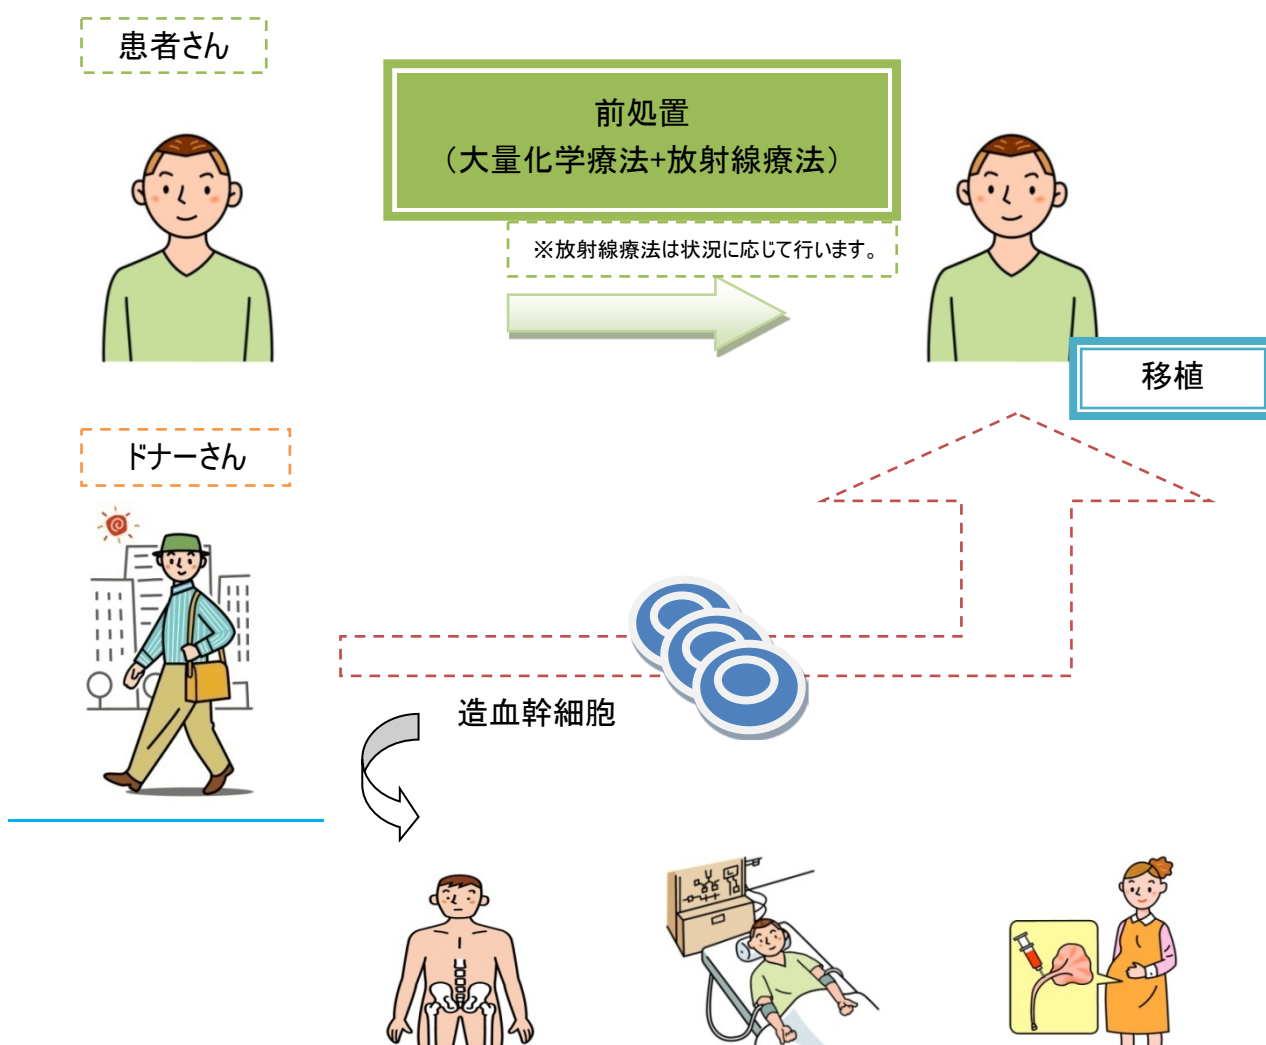 患者さん
前処置
（大量化学療法+放射線療法）
※放射線療法は状況に応じて行います。
移植
ドナーさん
造血幹細胞